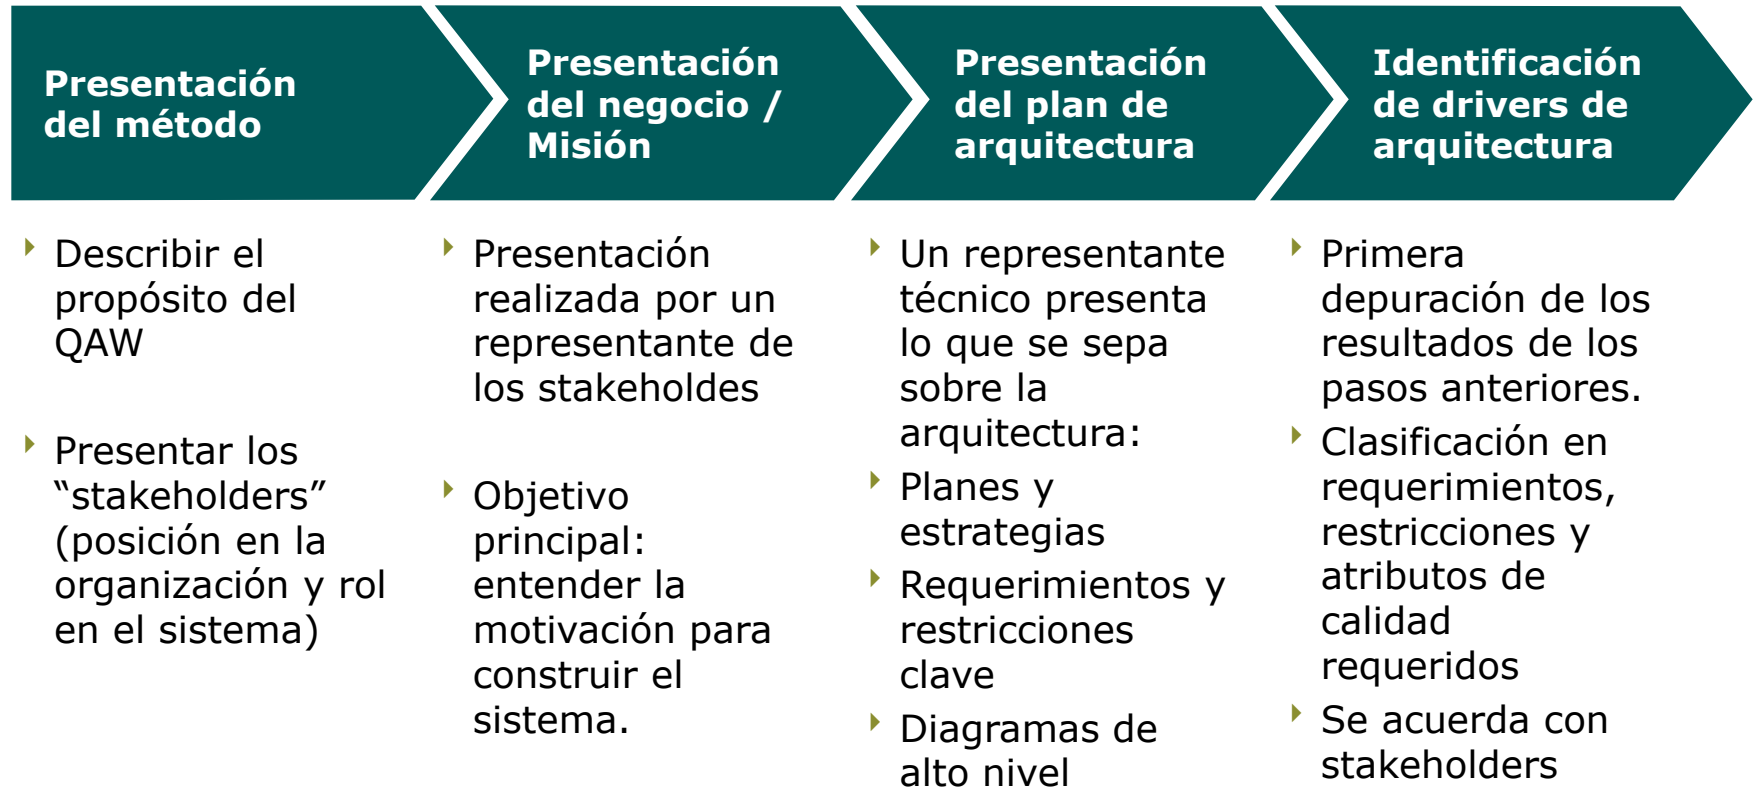 Presentación
del método
Presentación
del negocio /
Misión
Presentación
del plan de
arquitectura
Identificación
de drivers de
arquitectura
Describir el
propósito del
QAW
Presentar los
“stakeholders”
(posición en la
organización y rol
en el sistema)
Presentación
realizada por un
representante de
los stakeholdes
Objetivo
principal:
entender la
motivación para
construir el
sistema.
Un representante
técnico presenta
lo que se sepa
sobre la
arquitectura:
Planes y
estrategias
Requerimientos y
restricciones
clave
Diagramas de
alto nivel
Primera
depuración de los
resultados de los
pasos anteriores.
Clasificación en
requerimientos,
restricciones y
atributos de
calidad
requeridos
Se acuerda con
stakeholders